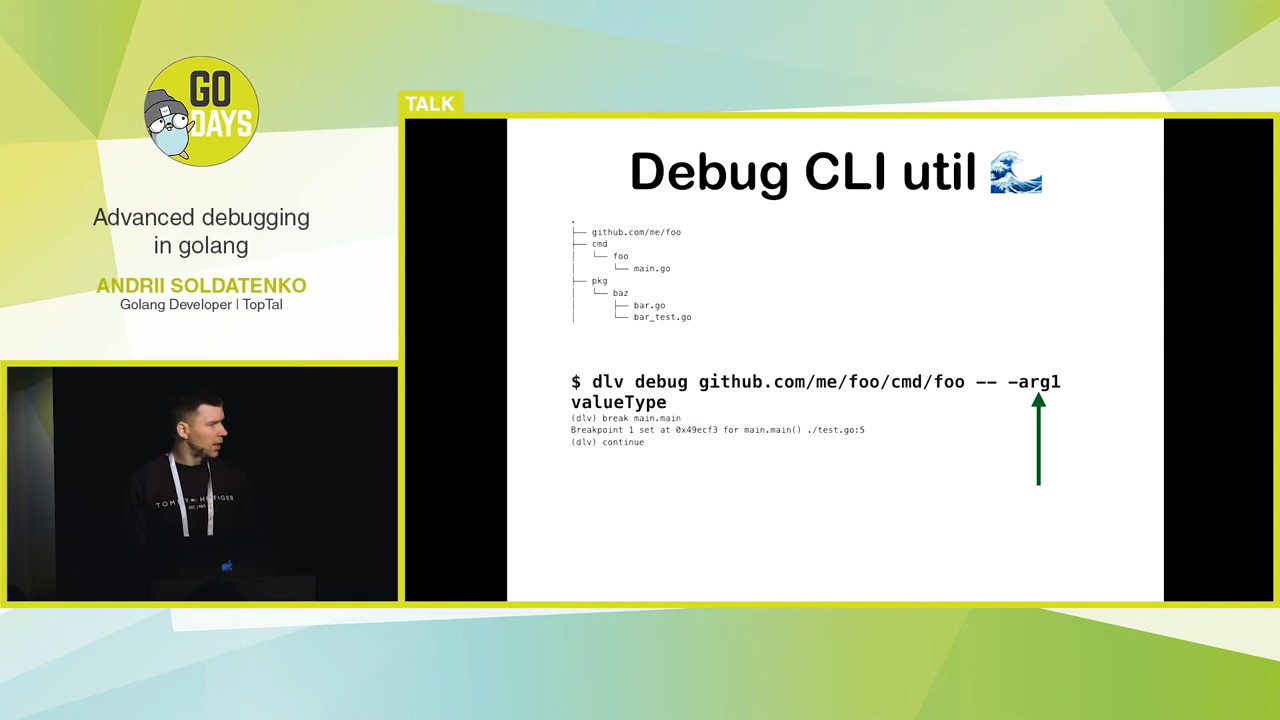 GO
DAYS
Advanced debugging
in golang
ANDRII SOLDATENKO
Golang Developer | TopTal
TALK
Debug CLI util 🌊
.
├── github.com/me/foo
├── cmd
│   └── foo
│       └── main.go
├── pkg
│   └── baz
│       ├── bar.go
│       └── bar_test.go
$ dlv debug github.com/me/foo/cmd/foo -- -arg1
valueType
(dlv) break main.main
Breakpoint 1 set at 0x49ecf3 for main.main() ./test.go:5
(dlv) continue
TOMMY HILFIGER